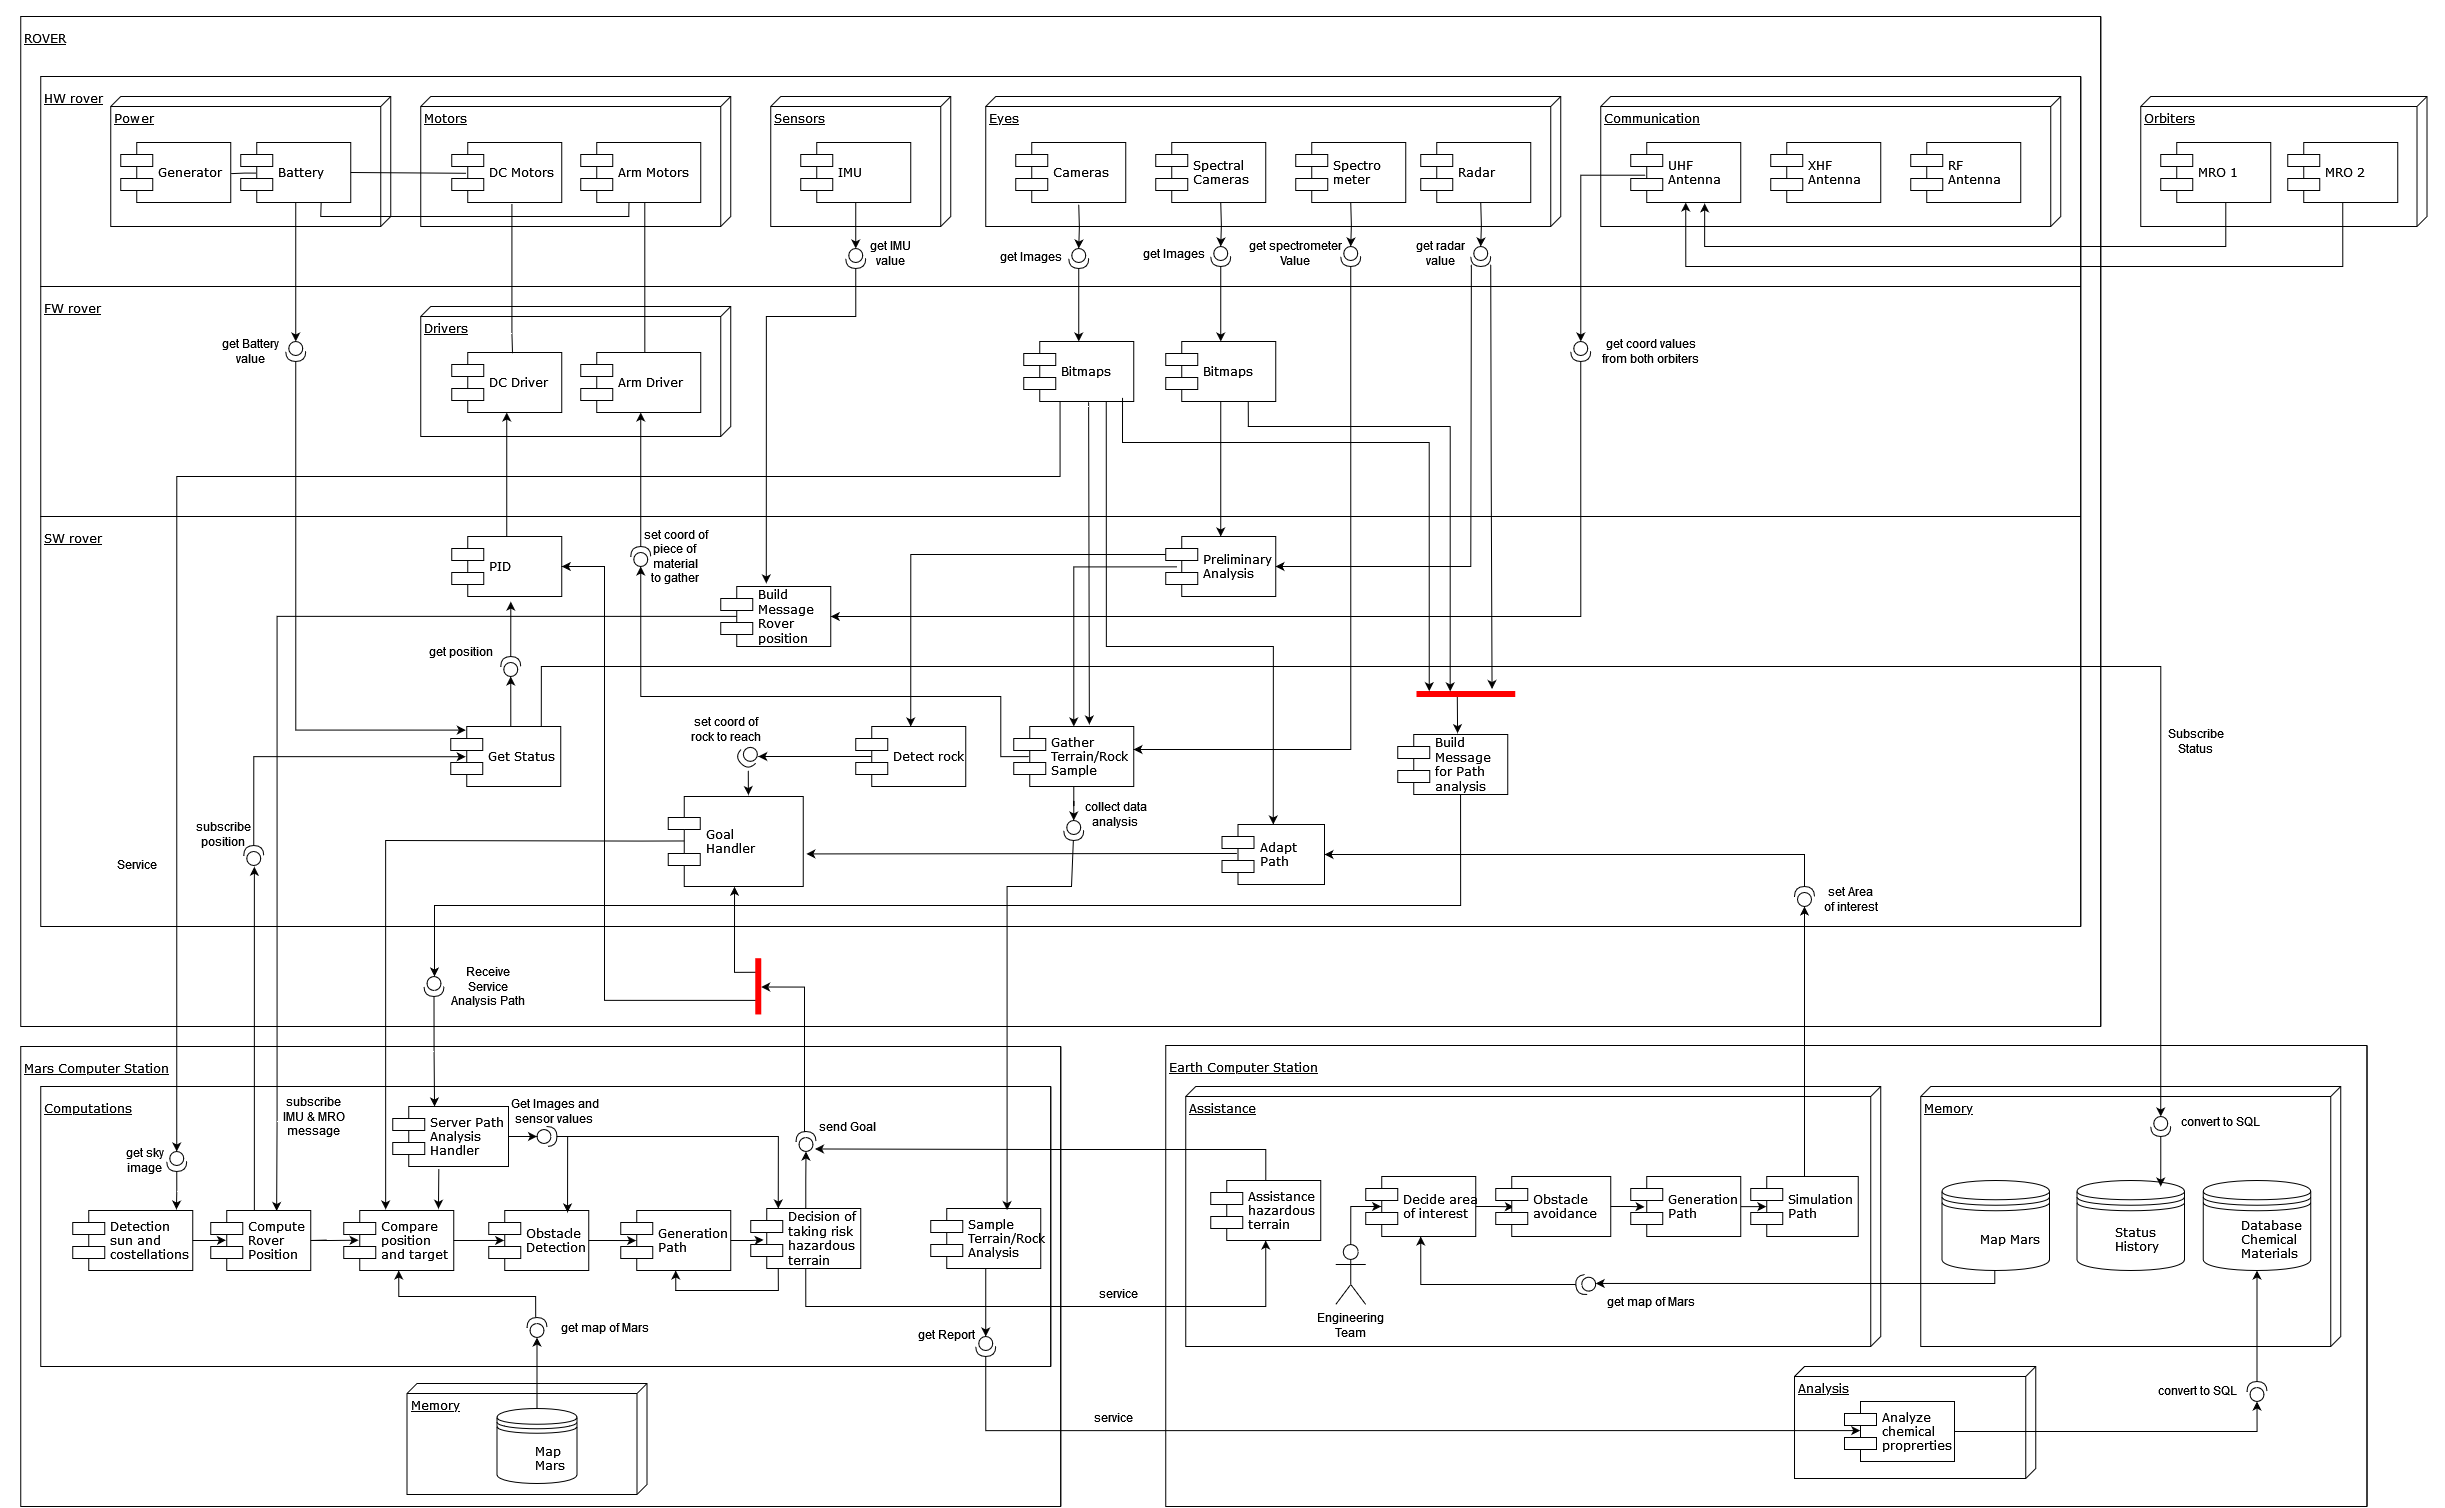 ROVER
HW rover
Power
Generator
Battery
Motors
DC Motors
Arm Motors
Sensors
IMU
Eyes
Cameras
Spectral
Cameras
Spectro
meter
Radar
Communication
UHF
Antenna
XHF
Antenna
RF
Antenna
Orbiters
MRO 1
MRO 2
get IMU
value
get Images
get Images
get spectrometer
Value
get radar
value
FW rover
get Battery
value
Drivers
DC Driver
Arm Driver
Bitmaps
Bitmaps
get coord values
from both orbiters
SW rover
PID
set coord of
piece of
material
to gather
Build
Message
Rover
position
Preliminary
Analysis
get position
Get Status
set coord of
rock to reach
Detect rock
Gather
Terrain/Rock
Sample
Build
Message
for Path
analysis
Subscribe
Status
subscribe
position
Service
Goal
Handler
collect data
analysis
Adapt
Path
set Area
of interest
Receive
Service
Analysis Path
Mars Computer Station
Computations
subscribe
IMU & MRO
message
Server Path
Analysis
Handler
Get Images and
sensor values
send Goal
get sky
image
Detection
sun and
costellations
Compute
Rover
Position
Compare
position
and target
Obstacle
Detection
Generation
Path
Decision of
taking risk
hazardous
terrain
Sample
Terrain/Rock
Analysis
get map of Mars
get Report
Memory
Map
Mars
service
service
Earth Computer Station
Assistance
Assistance
hazardous
terrain
Decide area
of interest
Obstacle
avoidance
Generation
Path
Simulation
Path
Engineering
Team
get map of Mars
Memory
convert to SQL
Map Mars
Status
History
Database
Chemical
Materials
Analysis
Analyze
chemical
proprerties
convert to SQL